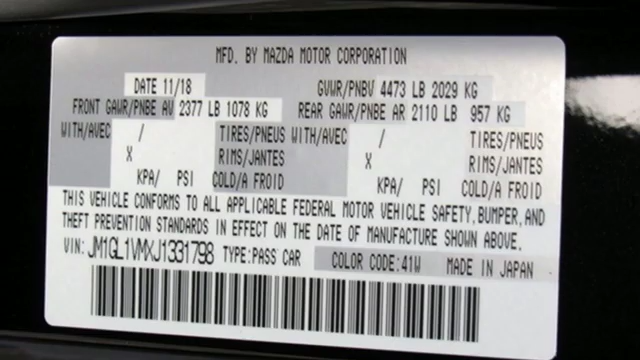 MFD. BY MAZDA MOTOR CORPORATION
DATE 11/18 GVWR/PNBV 4473 LB 2029 KG
FRONT GAWR/PNBE AV 2377 LB 1078 KG REAR GAWR/PNBE AR 2110 LB 957 KG
WITH/AVEC / TIRES/PNEUS WITH/AVEC / TIRES/PNEUS
X RIMS/JANTES X RIMS/JANTES
KPA/ PSI COLD/A FROID KPA/ PSI COLD/A FROID
THIS VEHICLE CONFORMS TO ALL APPLICABLE FEDERAL MOTOR VEHICLE SAFETY, BUMPER, AND
THEFT PREVENTION STANDARDS IN EFFECT ON THE DATE OF MANUFACTURE SHOWN ABOVE.
VIN: JM1GL1VMXJ1331798 TYPE: PASS CAR COLOR CODE: 41W MADE IN JAPAN